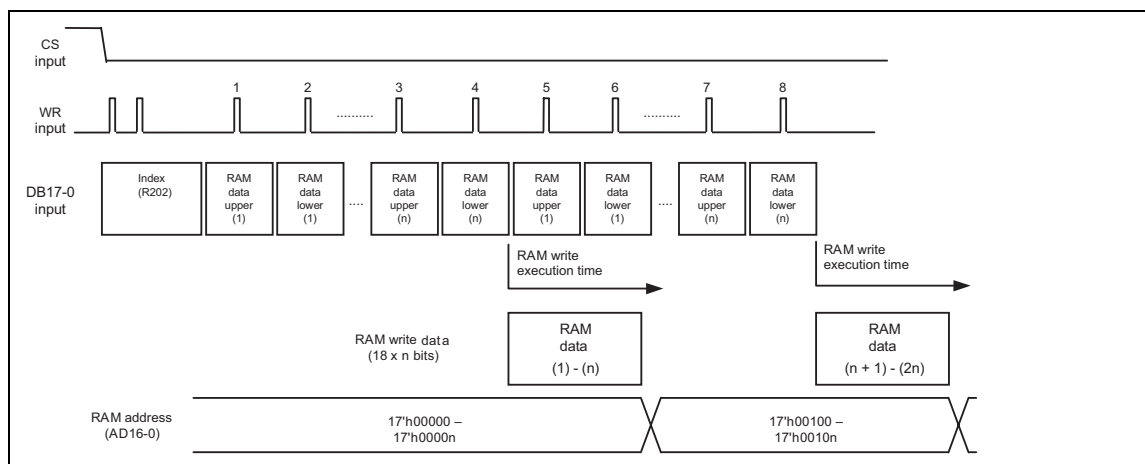 CS
input
1 2 3 4 5 6 7 8
WR
input
..........
..........
DB17-0
input
Index
(R202)
RAM
data
upper
(1)
RAM
data
lower
(1)
....
RAM
data
upper
(n)
RAM
data
lower
(n)
RAM
data
upper
(1)
RAM
data
lower
(1)
....
RAM
data
upper
(n)
RAM
data
lower
(n)
RAM write
execution time
RAM write
execution time
RAM write data
(18 x n bits)
RAM
data
(1) - (n)
RAM
data
(n + 1) - (2n)
RAM address
(AD16-0)
17'h00000 –
17'h0000n
17'h00100 –
17'h0010n